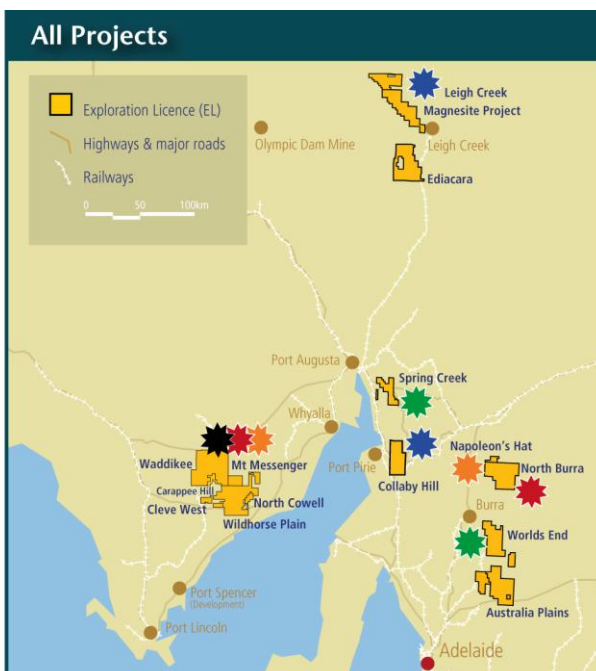 All Projects
Exploration Licence (EL)
Highways & major roads
Railways
0 50 100km
Leigh Creek
Magnesite Project
Olympic Dam Mine
Leigh Creek
Ediacara
Port Augusta
Spring Creek
Whyalla
Napoleon's Hat
Waddikee
Mt Messenger
Port Pirie
North Burra
Collaby Hill
Carappee Hill
North Cowell
Cleve West
Burra
Wildhorse Plain
Worlds End
Port Spencer
(Development)
Australia Plains
Port Lincoln
Adelaide